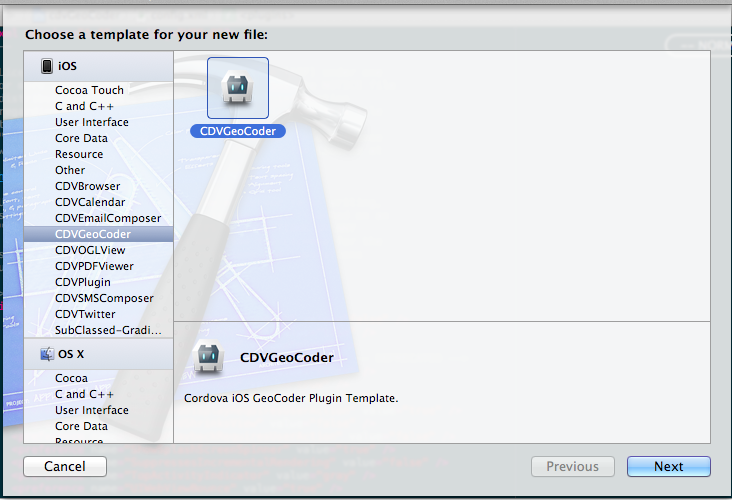 Choose a template for your new file:
iOS
Cocoa Touch
C and C++
User Interface
Core Data
Resource
Other
CDVBrowser
CDVCalendar
CDVEmailComposer
CDVGeoCoder
CDVOGLView
CDVPDFViewer
CDVPlugin
CDVSMSComposer
CDVTwitter
SubClassed-Gradi...
OS X
Cocoa
C and C++
User Interface
Core Data
Resource
CDVGeoCoder
CDVGeoCoder
Cordova iOS GeoCoder Plugin Template.
Cancel
Previous
Next